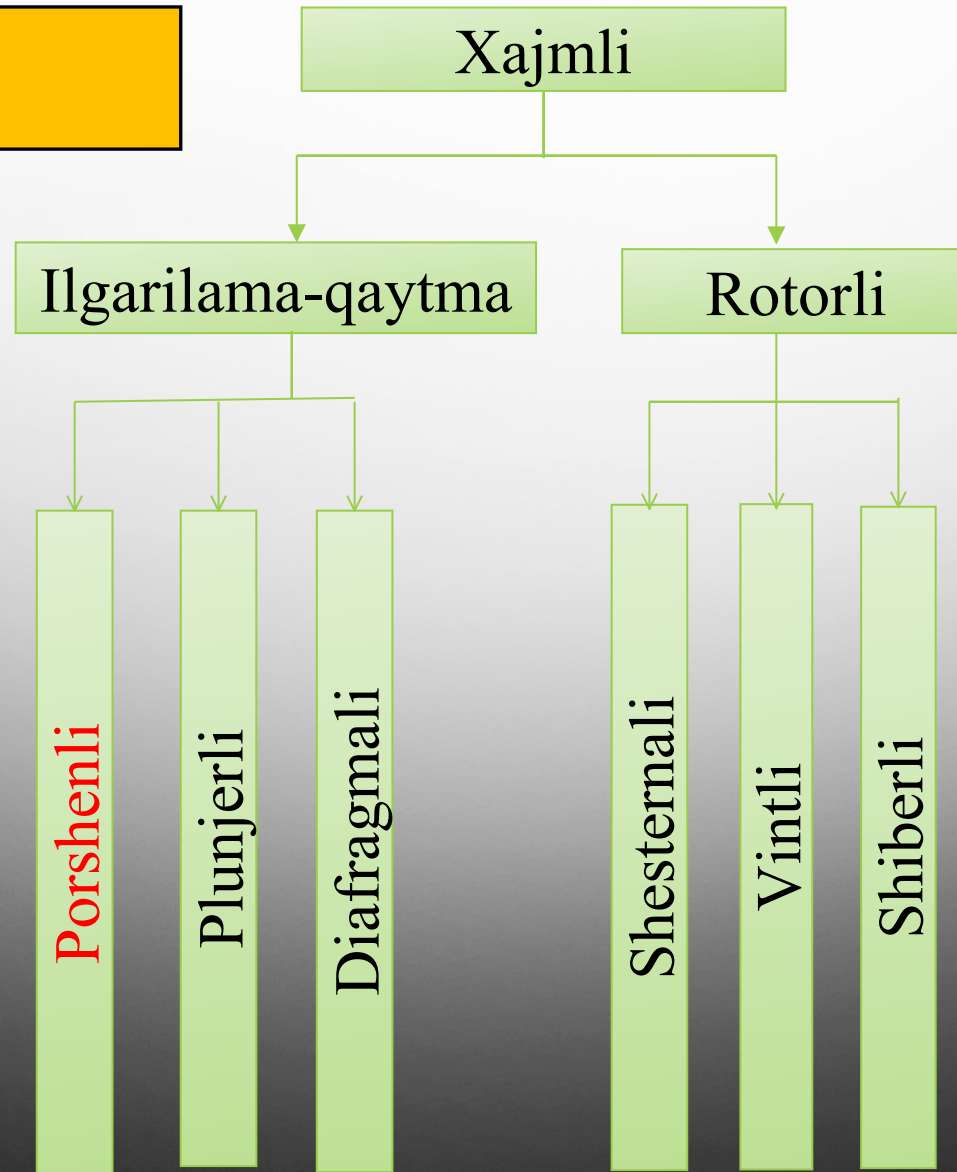 Xajmli
Ilgarilama-qaytma
Rotorli
Porshenli
Plunjerli
Diafragmali
Shesternali
Vintli
Shiberli